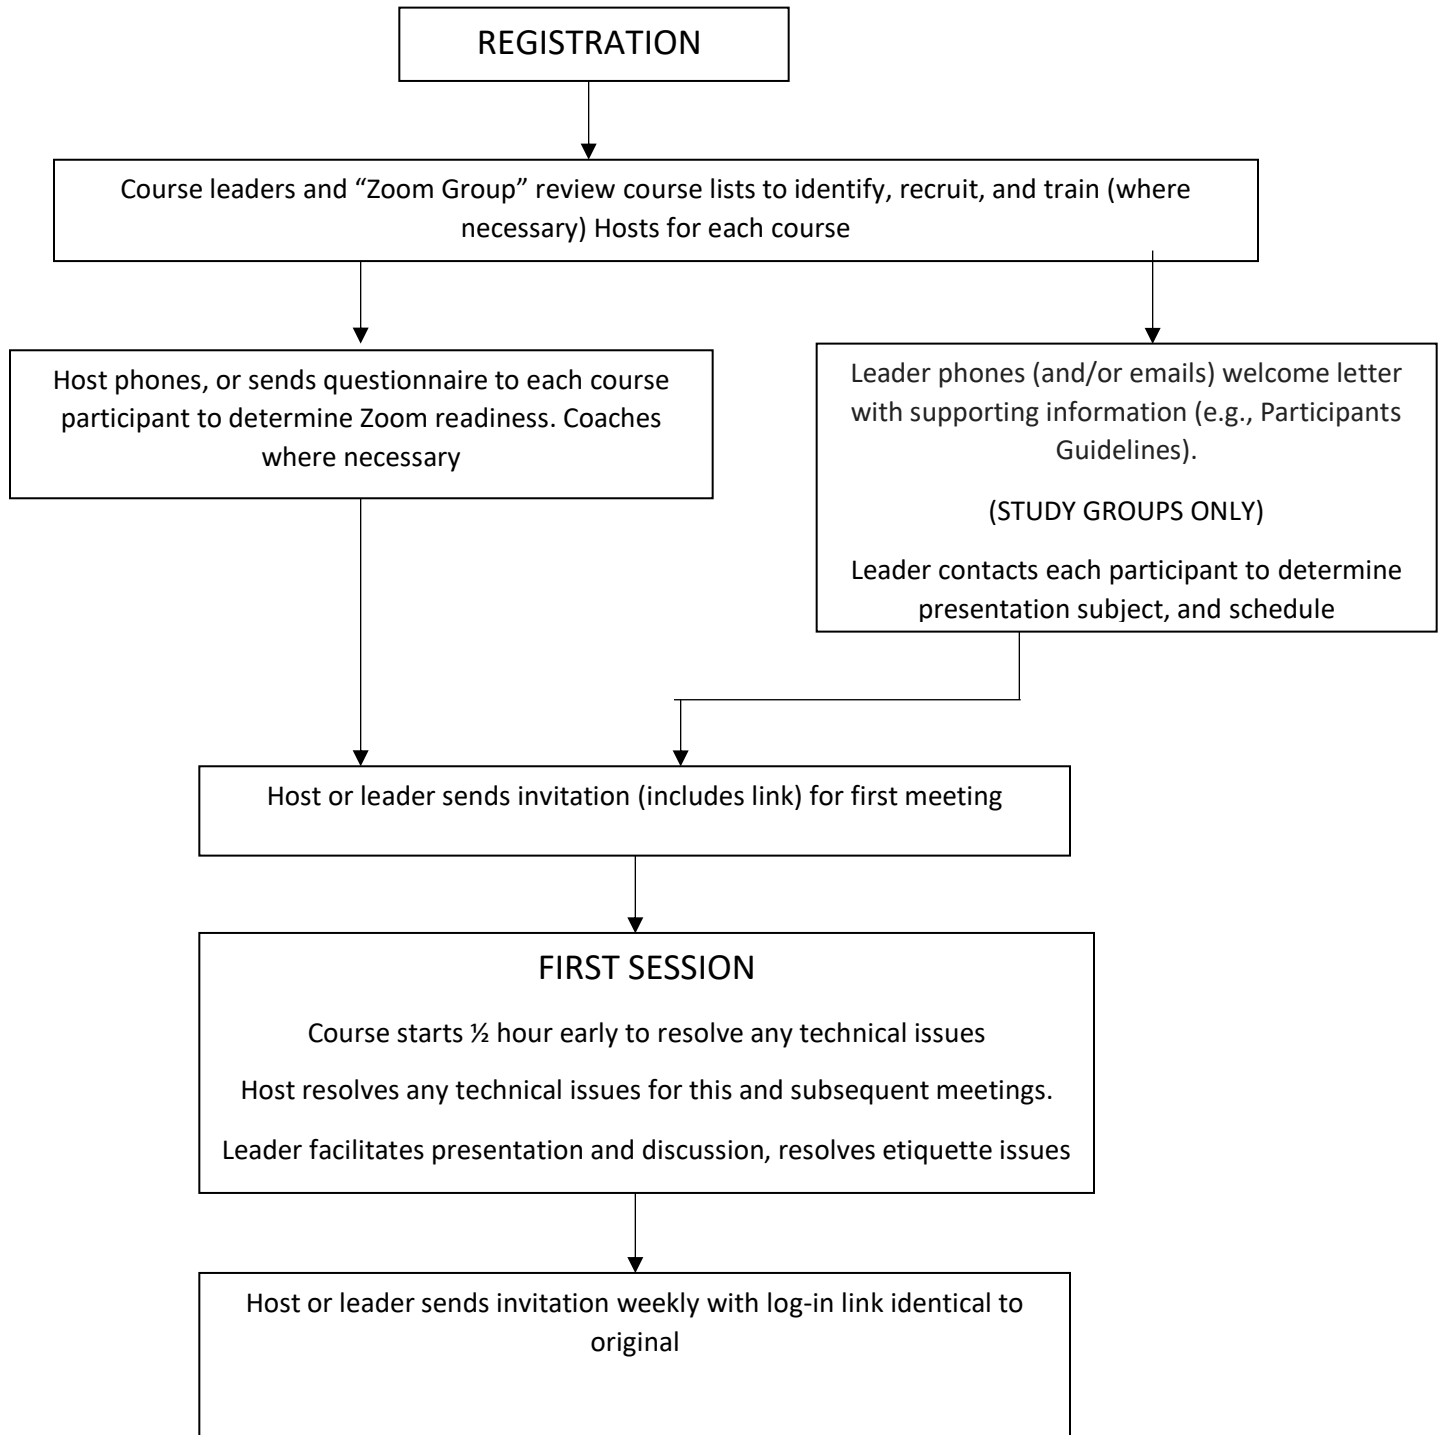 REGISTRATION
Course leaders and “Zoom Group” review course lists to identify, recruit, and train (where
necessary) Hosts for each course
Host phones, or sends questionnaire to each course
participant to determine Zoom readiness. Coaches
where necessary
Leader phones (and/or emails) welcome letter
with supporting information (e.g., Participants
Guidelines).
(STUDY GROUPS ONLY)
Leader contacts each participant to determine
presentation subject, and schedule
Host or leader sends invitation (includes link) for first meeting
FIRST SESSION
Course starts ½ hour early to resolve any technical issues
Host resolves any technical issues for this and subsequent meetings.
Leader facilitates presentation and discussion, resolves etiquette issues
Host or leader sends invitation weekly with log-in link identical to
original